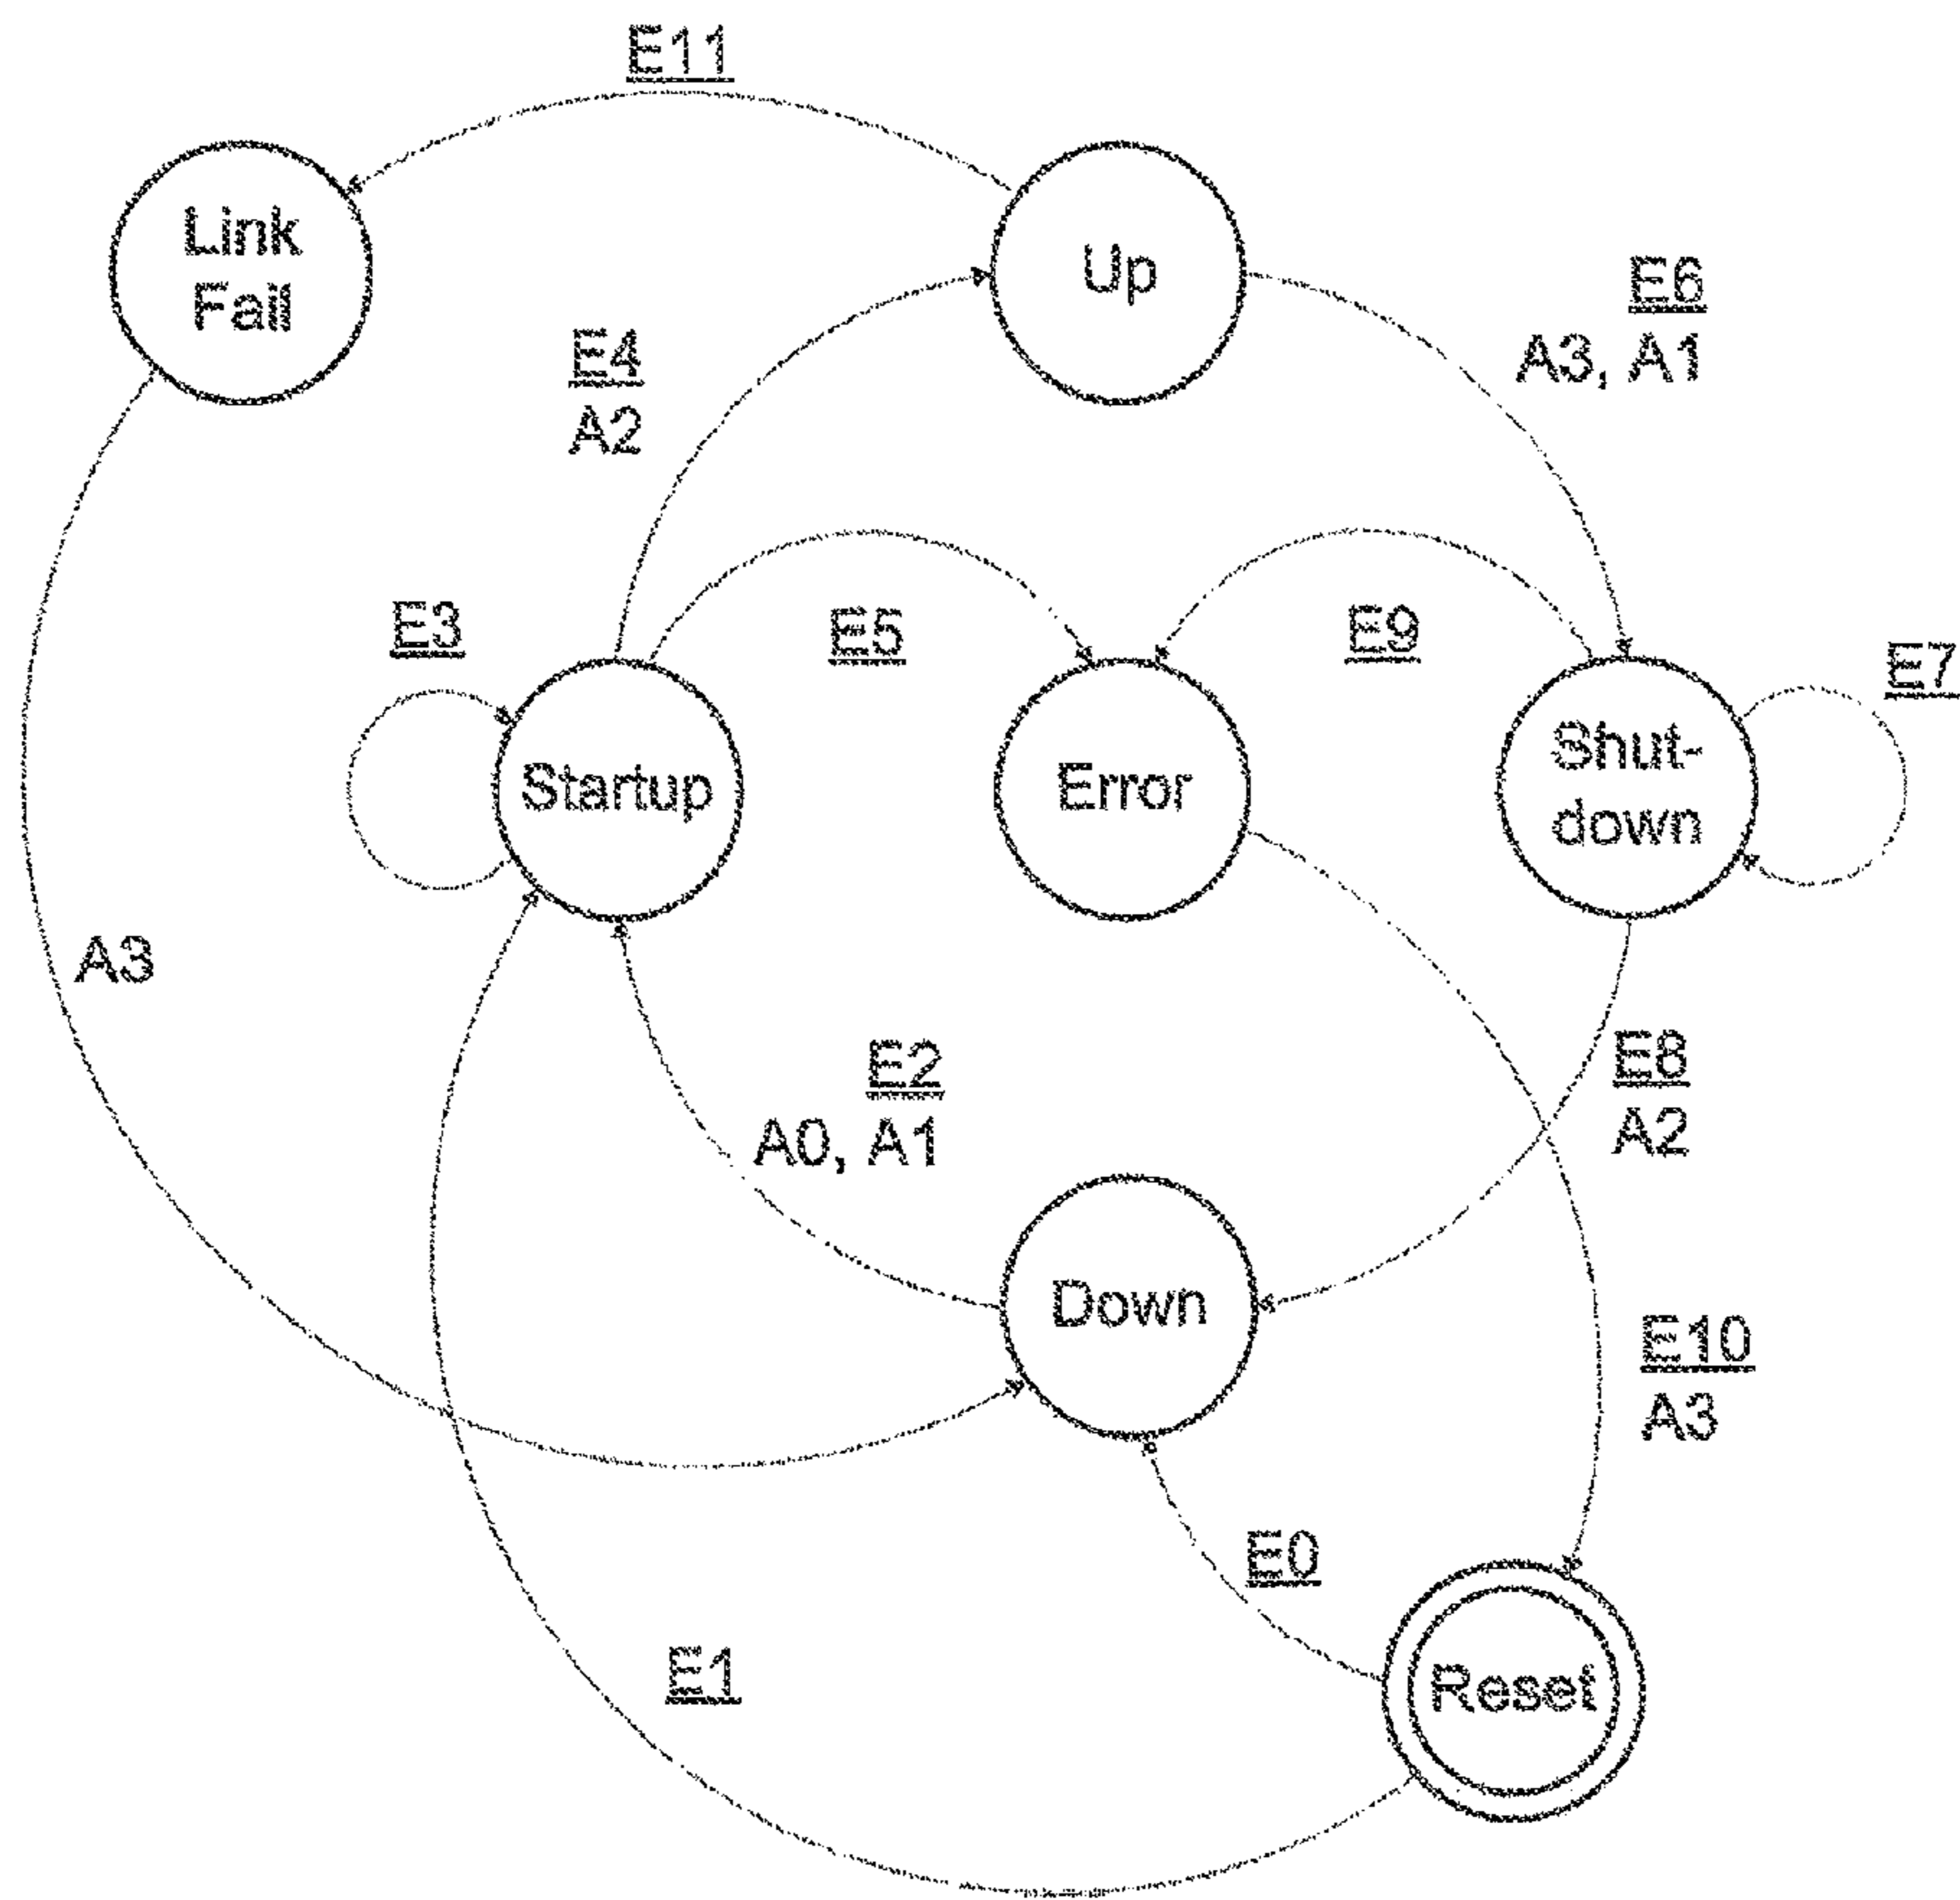 E11
Link
Fail
Up
E6
A3, A1
E4
A2
E3
E5
E9
E7
Startup
Error
Shut-
down
A3
E2
A0, A1
E8
A2
Down
E10
A3
E0
E1
Reset